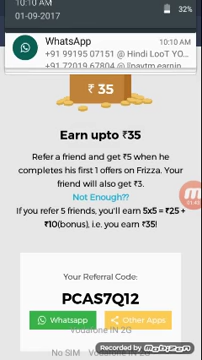 10:10 AM
32%
01-09-2017
WhatsApp 10:10 AM
+91 99195 07151 @ Hindi LooT YO...
+91 72019 67804 @
₹ 35
Earn upto ₹35
Refer a friend and get ₹5 when he
completes his first 1 offers on Frizza. Your
friend will also get ₹3.
Not Enough??
If you refer 5 friends, you'll earn 5x5 = ₹25 +
₹10(bonus), i.e. you earn ₹35!
Your Referral Code:
PCAS7Q12
Whatsapp
Other Apps
Vodafone IN 2G
Recorded by
No SIM Vodafone IN 2G